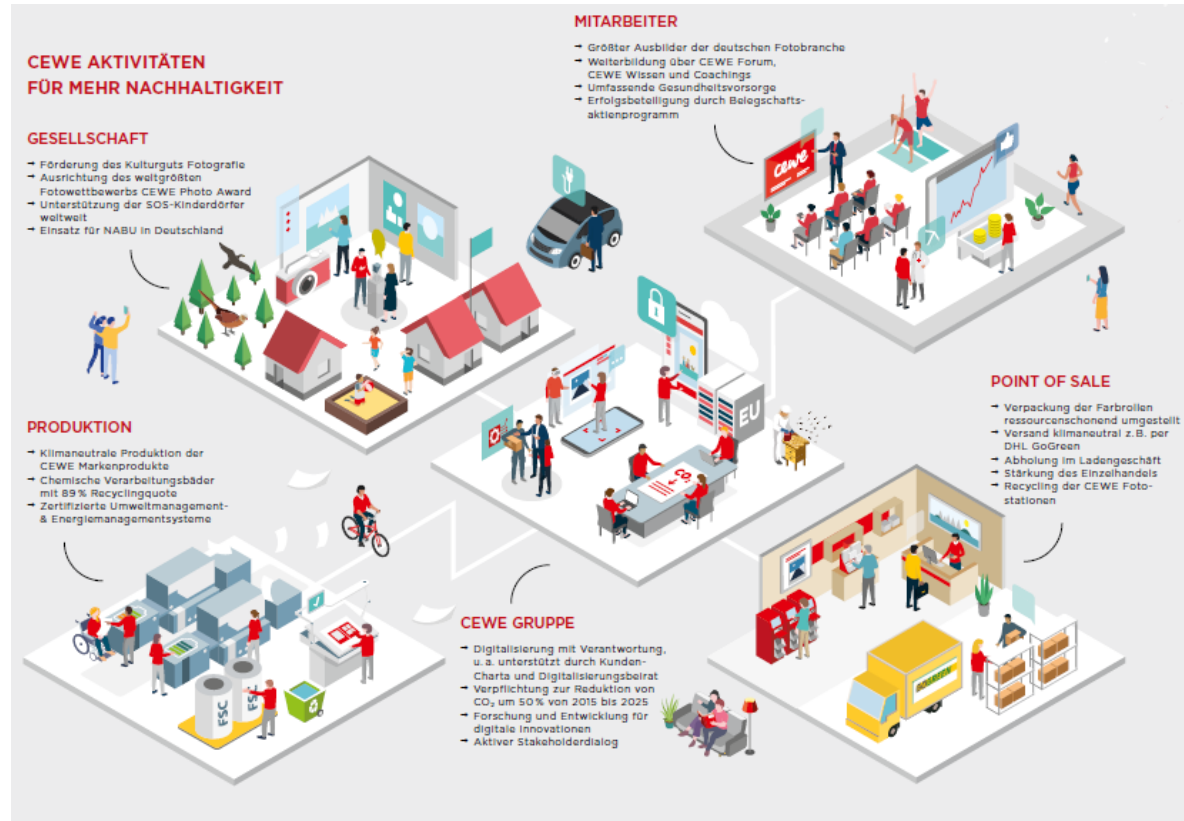 CEWE AKTIVITÄTEN
FÜR MEHR NACHHALTIGKEIT
GESELLSCHAFT
➞ Förderung des Kulturguts Fotografie
➞ Ausrichtung des weltgrößten
Fotowettbewerbs CEWE Photo Award
➞ Unterstützung der SOS-Kinderdörfer
weltweit
➞ Einsatz für NABU in Deutschland
MITARBEITER
➞ Größter Ausbilder der deutschen Fotobranche
➞ Weiterbildung über CEWE Forum,
CEWE Wissen und Coachings
➞ Umfassende Gesundheitsvorsorge
➞ Erfolgsbeteiligung durch Belegschafts-
aktienprogramm
cewe
EU
CO₂
PRODUKTION
➞ Klimaneutrale Produktion der
CEWE Markenprodukte
➞ Chemische Verarbeitungsbäder
mit 89 % Recyclingquote
➞ Zertifizierte Umweltmanagement-
& Energiemanagementsysteme
FSC
FSC
CEWE GRUPPE
➞ Digitalisierung mit Verantwortung,
u. a. unterstützt durch Kunden-
Charta und Digitalisierungsbeirat
➞ Verpflichtung zur Reduktion von
CO₂ um 50 % von 2015 bis 2025
➞ Forschung und Entwicklung für
digitale Innovationen
➞ Aktiver Stakeholderdialog
POINT OF SALE
➞ Verpackung der Farbrollen
ressourcenschonend umgestellt
➞ Versand klimaneutral z.B. per
DHL GoGreen
➞ Abholung im Ladengeschäft
➞ Stärkung des Einzelhandels
➞ Recycling der CEWE Foto-
stationen
GOGREEN